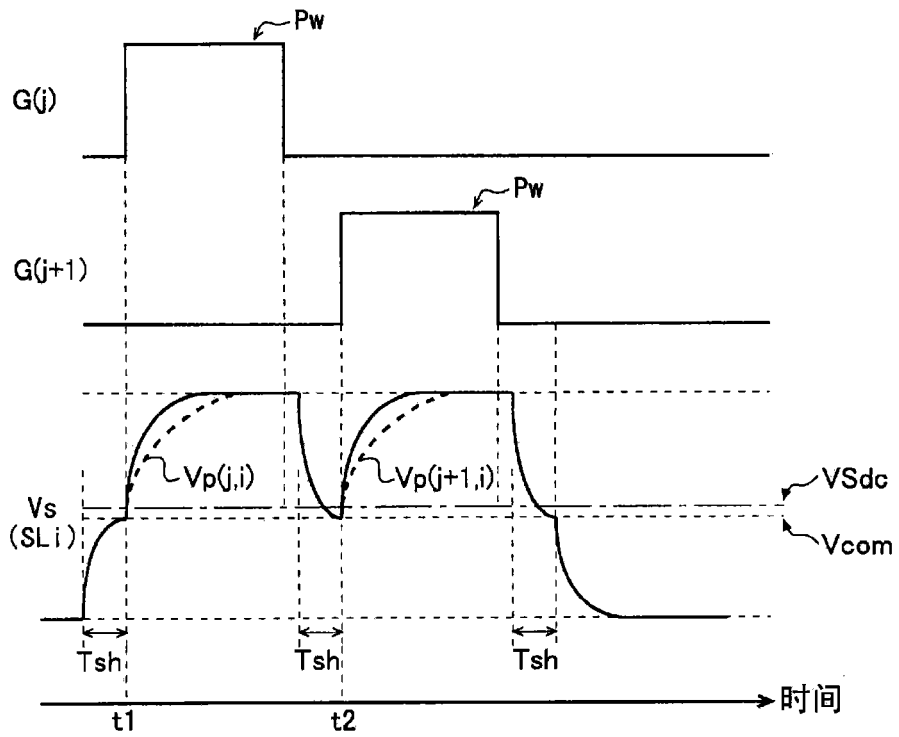 Pw
G(j)
Pw
G(j+1)
Vp(j,i)
Vp(j+1,i)
VSdc
Vs
(SLi)
Vcom
Tsh
Tsh
Tsh
时间
t1
t2